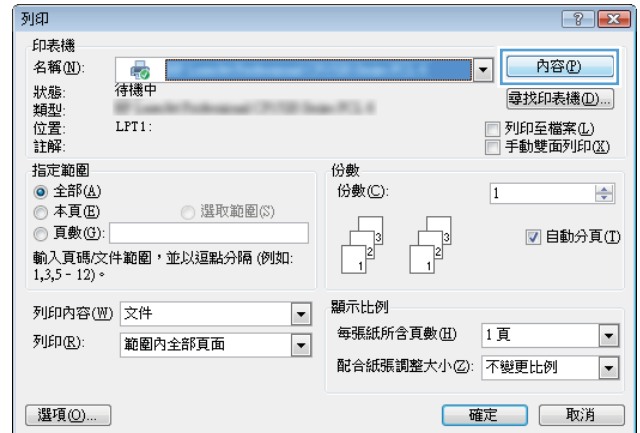 列印
印表機
名稱(N):
內容(P)
狀態: 待機中
尋找印表機(D)...
類型:
位置: LPT1:
列印至檔案(L)
註解:
手動雙面列印(X)
指定範圍
全部(A)
本頁(E) 選取範圍(S)
頁數(G):
輸入頁碼/文件範圍,並以逗點分隔 (例如:
1,3,5 - 12)。
份數
份數(C): 1
自動分頁(T)
3 3
2 2
1 1
列印內容(W) 文件
列印(R): 範圍內全部頁面
顯示比例
每張紙所含頁數(H) 1 頁
配合紙張調整大小(Z): 不變更比例
選項(O)... 確定 取消